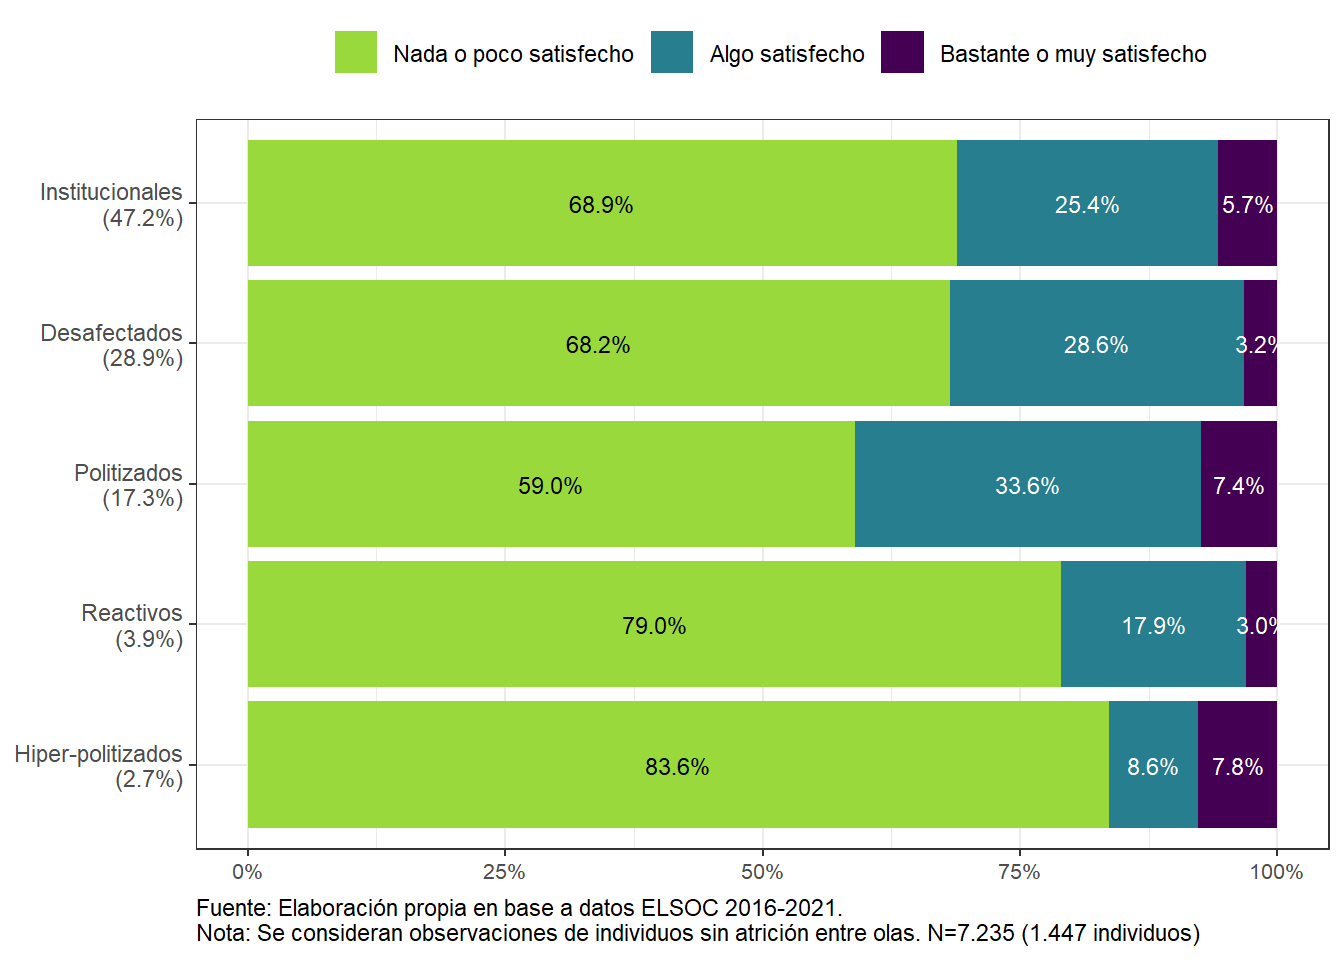 Nada o poco satisfecho Algo satisfecho Bastante o muy satisfecho
Institucionales
(47.2%)
68.9% 25.4% 5.7%
Desafectados
(28.9%)
68.2% 28.6% 3.2%
Politizados
(17.3%)
59.0% 33.6% 7.4%
Reactivos
(3.9%)
79.0% 17.9% 3.0%
Hiper-politizados
(2.7%)
83.6% 8.6% 7.8%
0% 25% 50% 75% 100%
Fuente: Elaboración propia en base a datos ELSOC 2016-2021.
Nota: Se consideran observaciones de individuos sin atrición entre olas. N=7.235 (1.447 individuos)